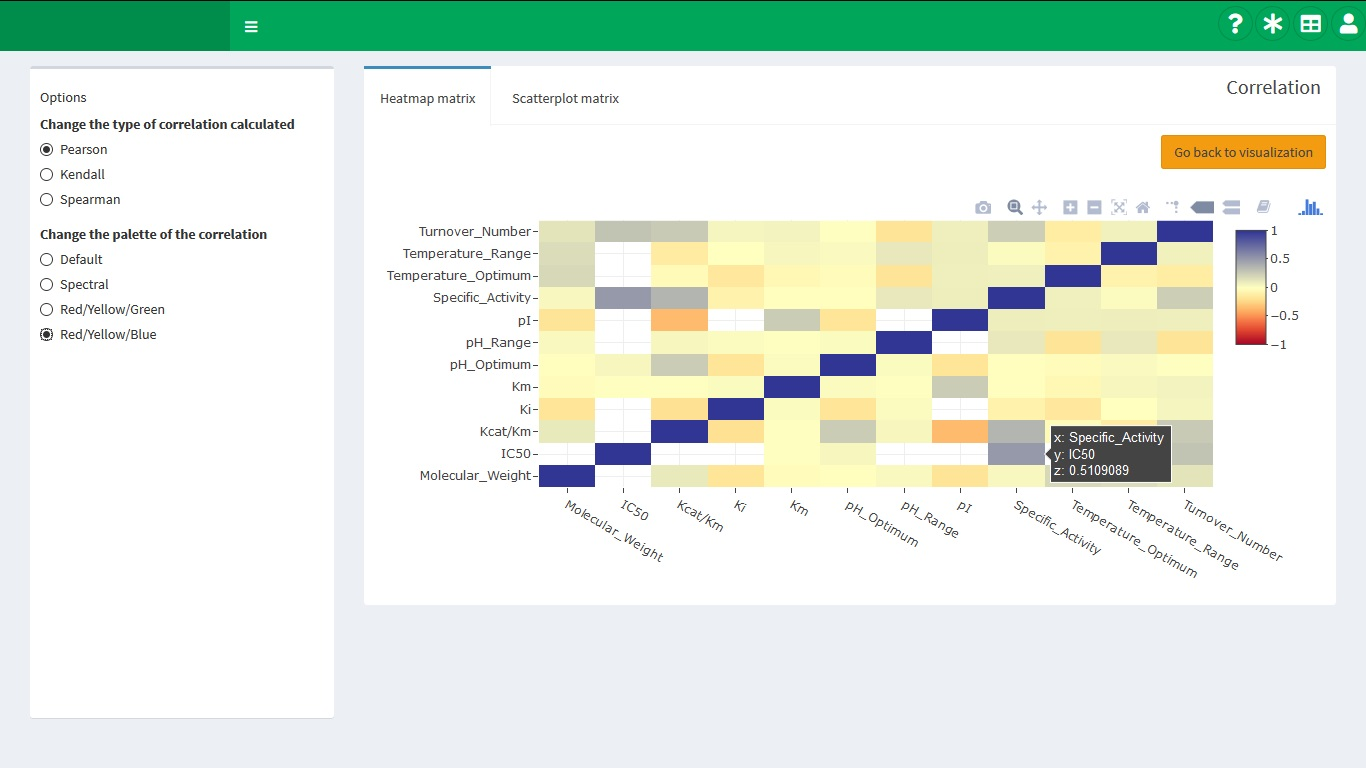 Options
Change the type of correlation calculated
Pearson
Kendall
Spearman
Change the palette of the correlation
Default
Spectral
Red/Yellow/Green
Red/Yellow/Blue
Heatmap matrix
Scatterplot matrix
Correlation
Go back to visualization
Turnover_Number
Temperature_Range
Temperature_Optimum
Specific_Activity
pI
pH_Range
pH_Optimum
Km
Ki
Kcat/Km
IC50
Molecular_Weight
x: Specific_Activity
y: IC50
z: 0.5109089
1
0.5
0
−0.5
−1
Molecular_Weight
IC50
Kcat/Km
Ki
Km
pH_Optimum
pH_Range
pI
Specific_Activity
Temperature_Optimum
Temperature_Range
Turnover_Number